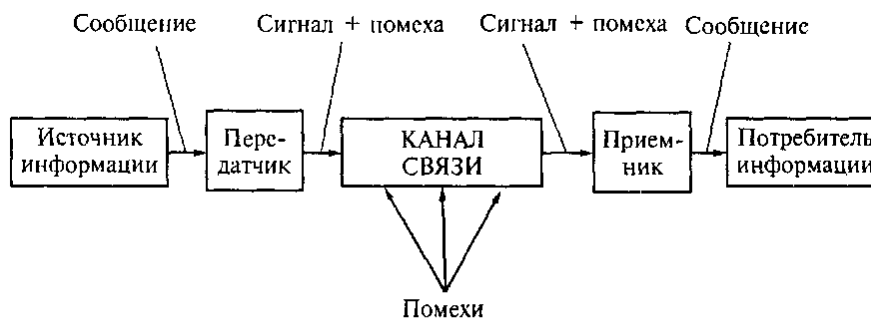 Сообщение
Сигнал + помеха
Сигнал + помеха
Сообщение
Источник
информации
Пере-
датчик
КАНАЛ
СВЯЗИ
Прием-
ник
Потребитель
информации
Помехи